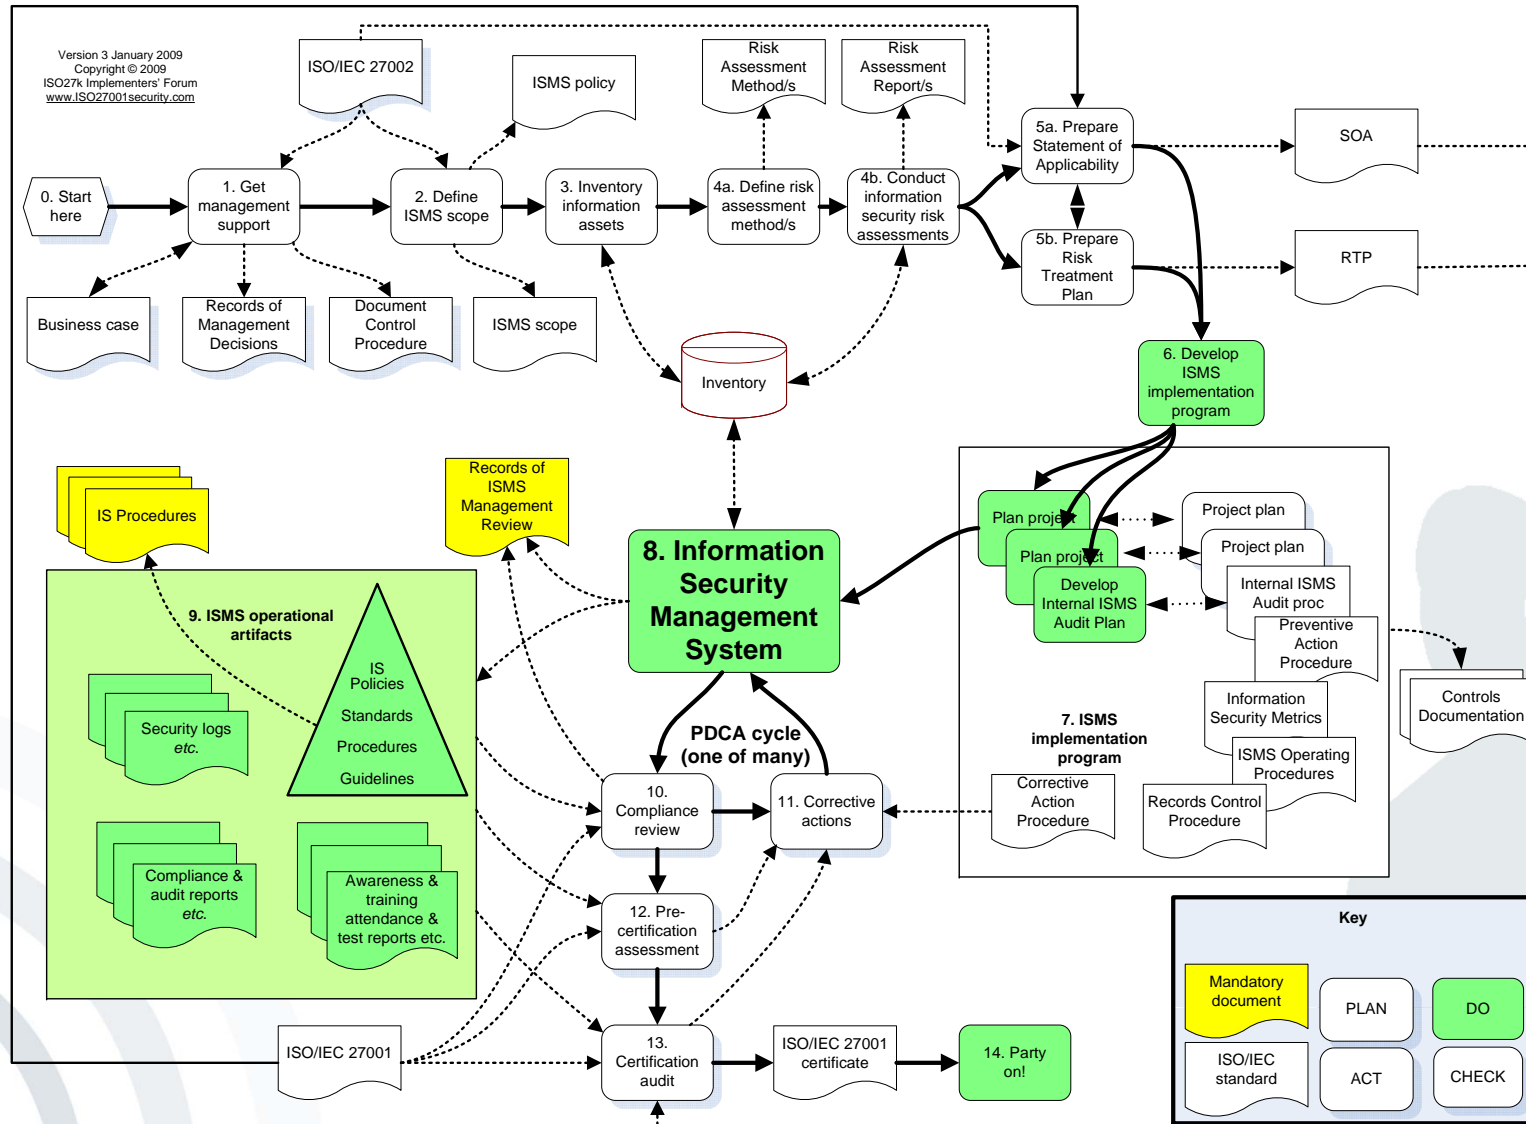 Version 3 January 2009
Copyright © 2009
ISO27k Implementers' Forum
www.ISO27001security.com
ISO/IEC 27002
ISMS policy
Risk
Assessment
Method/s
Risk
Assessment
Report/s
0. Start
here
1. Get
management
support
2. Define
ISMS scope
3. Inventory
information
assets
4a. Define risk
assessment
method/s
4b. Conduct
information
security risk
assessments
5a. Prepare
Statement of
Applicability
SOA
5b. Prepare
Risk
Treatment
Plan
RTP
Business case
Records of
Management
Decisions
Document
Control
Procedure
ISMS scope
Inventory
6. Develop
ISMS
implementation
program
IS Procedures
Records of
ISMS
Management
Review
8. Information
Security
Management
System
Plan project
Plan project
Develop
Internal ISMS
Audit Plan
Project plan
Project plan
Internal ISMS
Audit proc
Preventive
Action
Procedure
Information
Security Metrics
ISMS Operating
Procedures
Records Control
Procedure
Corrective
Action
Procedure
7. ISMS
implementation
program
Controls
Documentation
9. ISMS operational
artifacts
IS
Policies
Standards
Procedures
Guidelines
Security logs
etc.
Compliance &
audit reports
etc.
Awareness &
training
attendance &
test reports etc.
PDCA cycle
(one of many)
10.
Compliance
review
11. Corrective
actions
12. Pre-
certification
assessment
ISO/IEC 27001
13.
Certification
audit
ISO/IEC 27001
certificate
14. Party
on!
Key
Mandatory
document
PLAN
DO
ISO/IEC
standard
ACT
CHECK